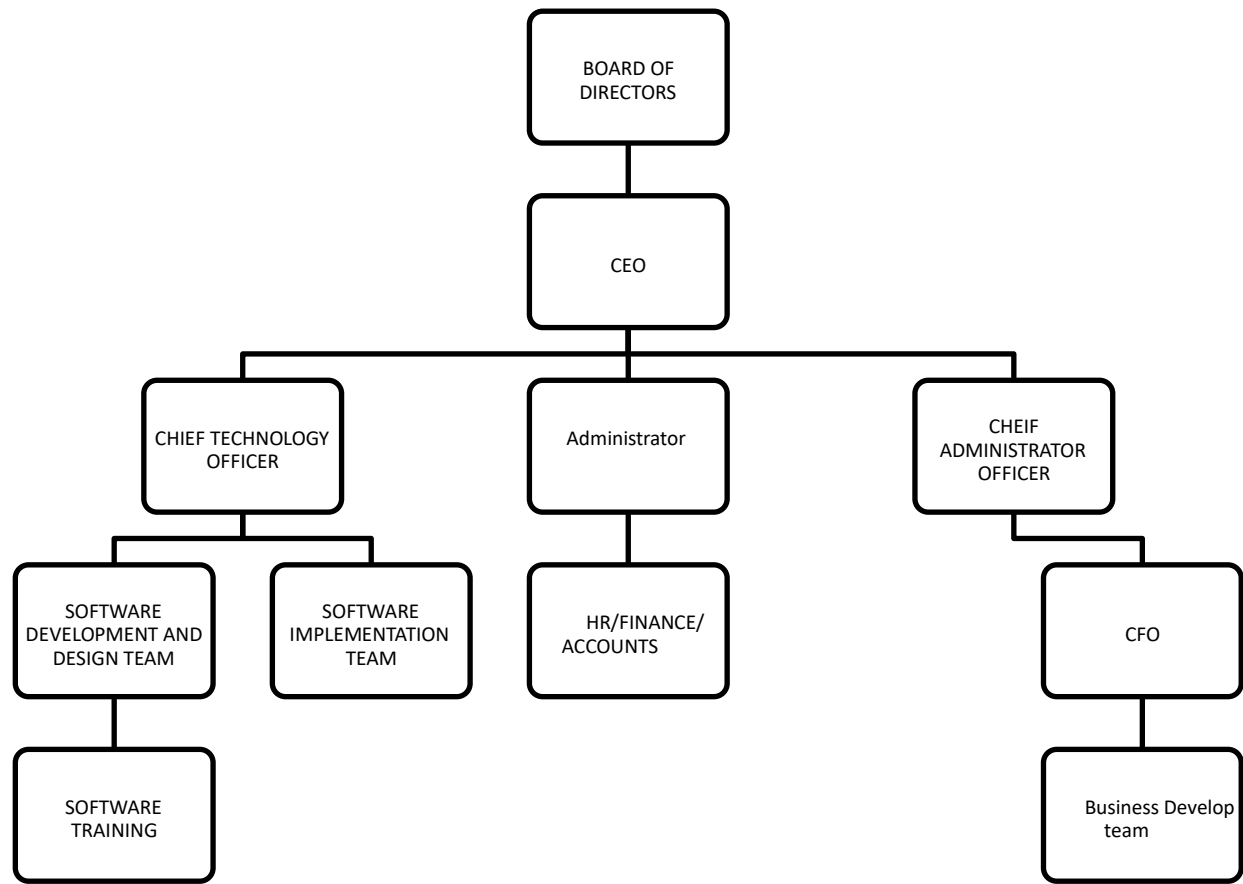 BOARD OF
DIRECTORS
CEO
CHIEF TECHNOLOGY
OFFICER
Administrator
CHEIF
ADMINISTRATOR
OFFICER
SOFTWARE
DEVELOPMENT AND
DESIGN TEAM
SOFTWARE
IMPLEMENTATION
TEAM
HR/FINANCE/
ACCOUNTS
CFO
SOFTWARE
TRAINING
Business Develop
team